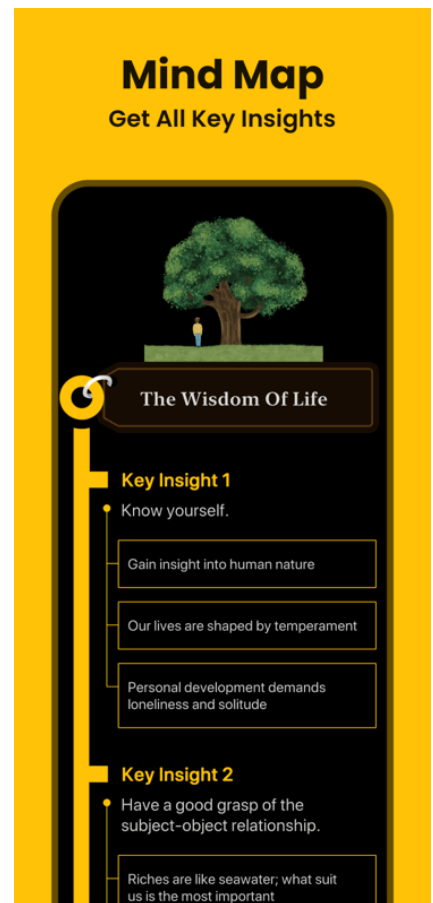 Mind Map
Get All Key Insights
The Wisdom Of Life
Key Insight 1
Know yourself.
Gain insight into human nature
Our lives are shaped by temperament
Personal development demands
loneliness and solitude
Key Insight 2
Have a good grasp of the
subject-object relationship.
Riches are like seawater; what suit
us is the most important